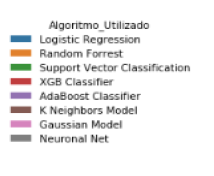 Algoritmo_Utilizado
Logistic Regression
Random Forrest
Support Vector Classification
XGB Classifier
AdaBoost Classifier
K Neighbors Model
Gaussian Model
Neuronal Net